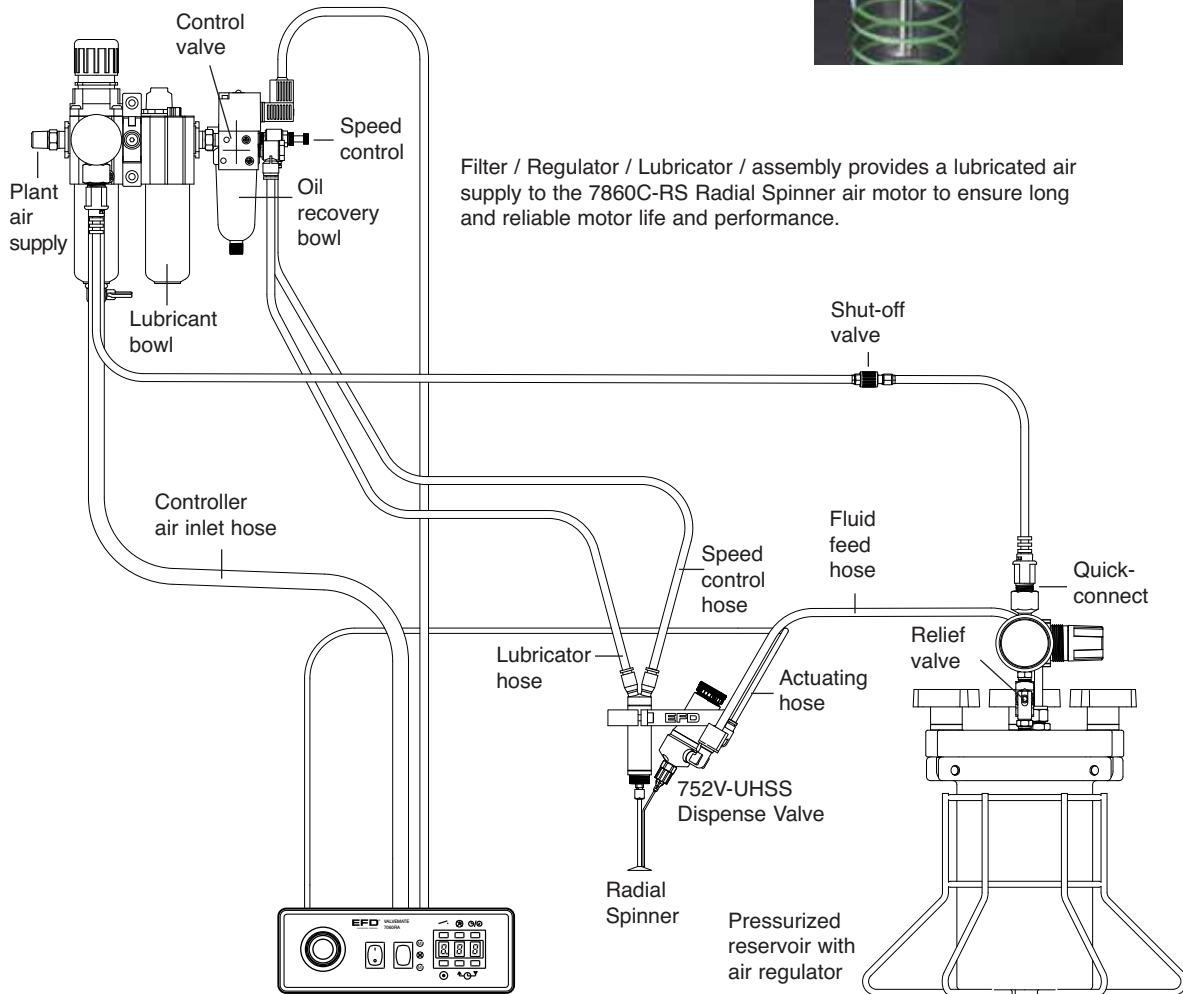 Control
valve
Speed
control
Plant
air
supply
Oil
recovery
bowl
Filter / Regulator / Lubricator / assembly provides a lubricated air
supply to the 7860C-RS Radial Spinner air motor to ensure long
and reliable motor life and performance.
Lubricant
bowl
Shut-off
valve
Controller
air inlet hose
Speed
control
hose
Fluid
feed
hose
Quick-
connect
Relief
valve
Lubricator
hose
Actuating
hose
EFD
752V-UHSS
Dispense Valve
Radial
Spinner
Pressurized
reservoir with
air regulator
EFD VALVEMATE
7060RA
8.8.8